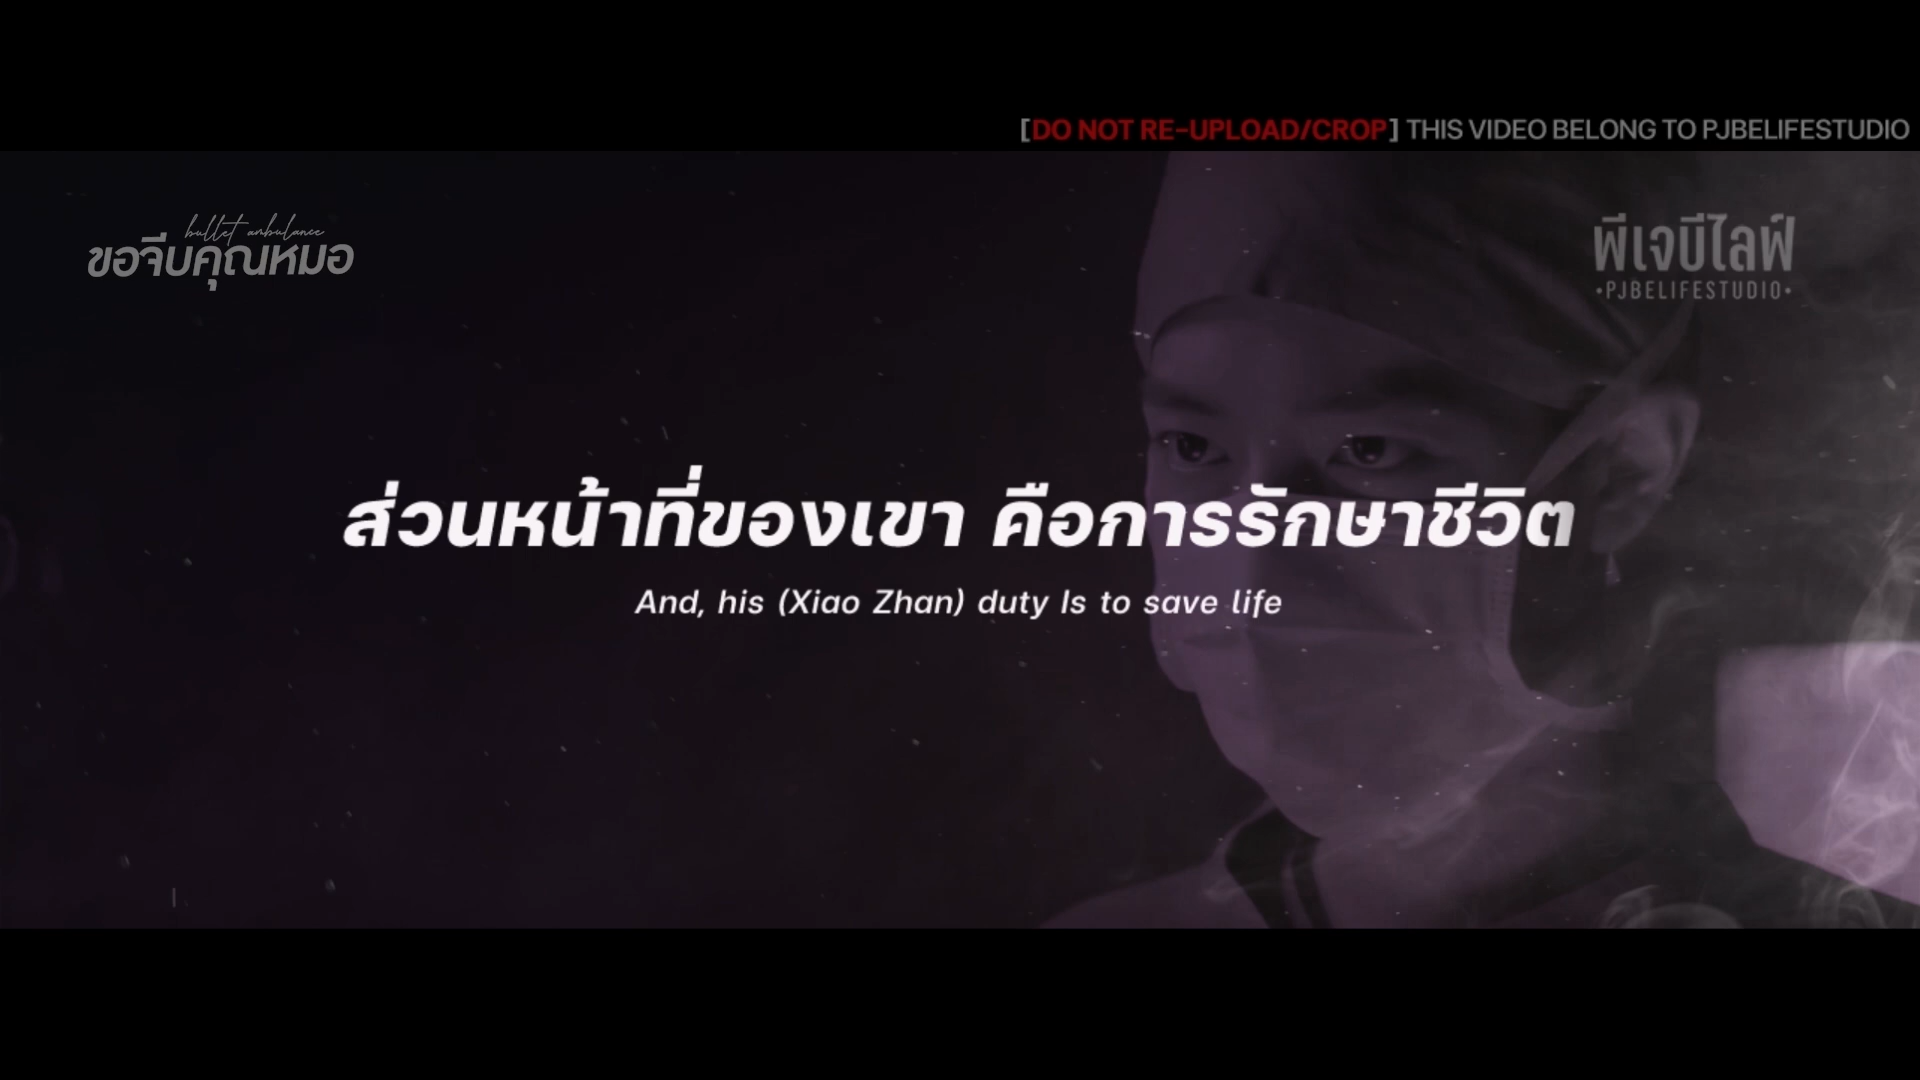 [DO NOT RE-UPLOAD/CROP] THIS VIDEO BELONG TO PJBELIFESTUDIO
bullet ambulance
ขอจีบคุณหมอ
พีเจบีไลฟ์
•PJBELIFESTUDIO•
ส่วนหน้าที่ของเขา คือการรักษาชีวิต
And, his (Xiao Zhan) duty Is to save life